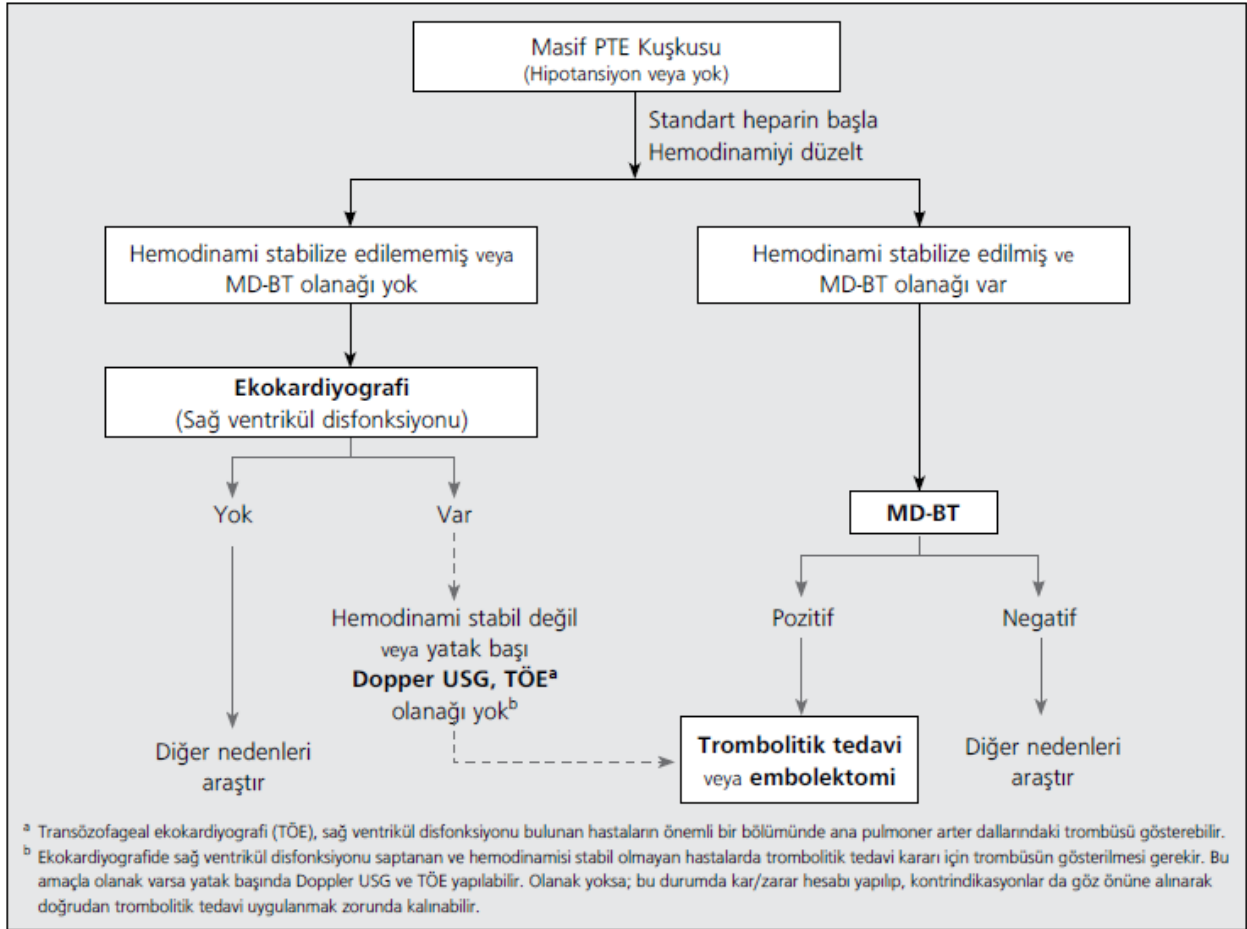 Masif PTE Kuşkusu
(Hipotansiyon veya yok)
Standart heparin başla
Hemodinamiyi düzelt
Hemodinami stabilize edilememiş veya
MD-BT olanağı yok
Hemodinami stabilize edilmiş ve
MD-BT olanağı var
Ekokardiyografi
(Sağ ventrikül disfonksiyonu)
Yok
Var
MD-BT
Hemodinami stabil değil
veya yatak başı
Dopper USG, TÖEᵃ
olanağı yokᵇ
Pozitif
Negatif
Diğer nedenleri
araştır
Trombolitik tedavi
veya embolektomi
Diğer nedenleri
araştır
ᵃ Transözofageal ekokardiyografi (TÖE), sağ ventrikül disfonksiyonu bulunan hastaların önemli bir bölümünde ana pulmoner arter dallarındaki trombüsü gösterebilir.
ᵇ Ekokardiyografide sağ ventrikül disfonksiyonu saptanan ve hemodinamisi stabil olmayan hastalarda trombolitik tedavi kararı için trombüsün gösterilmesi gerekir. Bu
amaçla olanak varsa yatak başında Doppler USG ve TÖE yapılabilir. Olanak yoksa; bu durumda kar/zarar hesabı yapılıp, kontrindikasyonlar da göz önüne alınarak
doğrudan trombolitik tedavi uygulanmak zorunda kalınabilir.